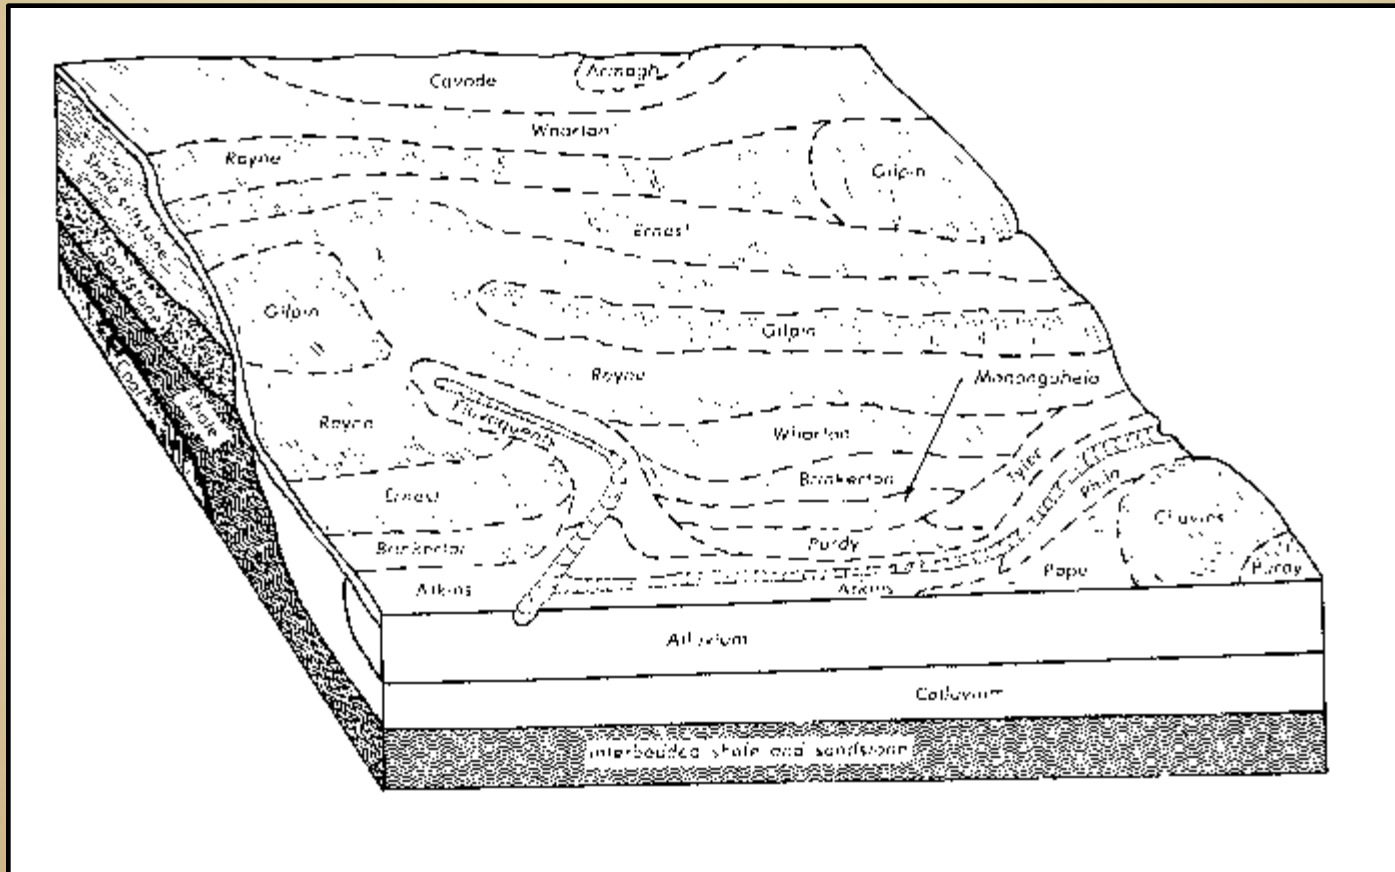 Armagh
Cavode
Wharton
Rayne
Gilpin
Ernest
Shale siltstone
Sandstone
Gilpin
Gilpin
Rayne
Monongahela
Coal
Shale
Fluvaquents
Rayne
Wharton
Tyler
Brinkerton
Ernest
Philo
Purdy
Brinkerton
Pope
Purdy
Atkins
Atkins
Alluvium
Colluvium
Interbedded shale and sandstone